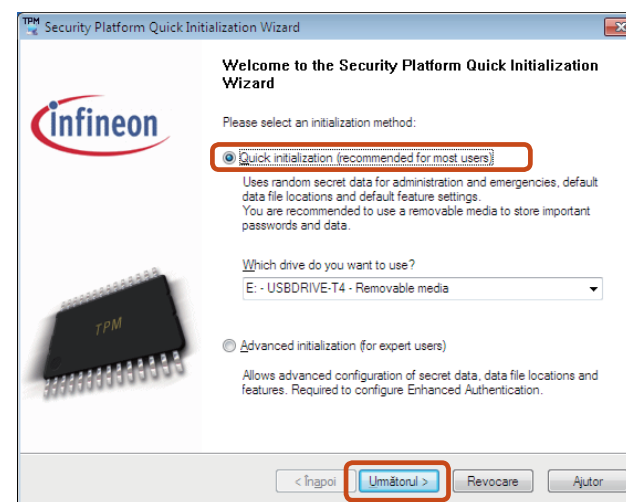 TPM Security Platform Quick Initialization Wizard
Welcome to the Security Platform Quick Initialization
Wizard
infineon
Please select an initialization method:
Quick initialization (recommended for most users)
Uses random secret data for administration and emergencies, default
data file locations and default feature settings.
You are recommended to use a removable media to store important
passwords and data.
Which drive do you want to use?
E: - USBDRIVE-T4 - Removable media
TPM
Advanced initialization (for expert users)
Allows advanced configuration of secret data, data file locations and
features. Required to configure Enhanced Authentication.
< Înapoi Următorul > Revocare Ajutor